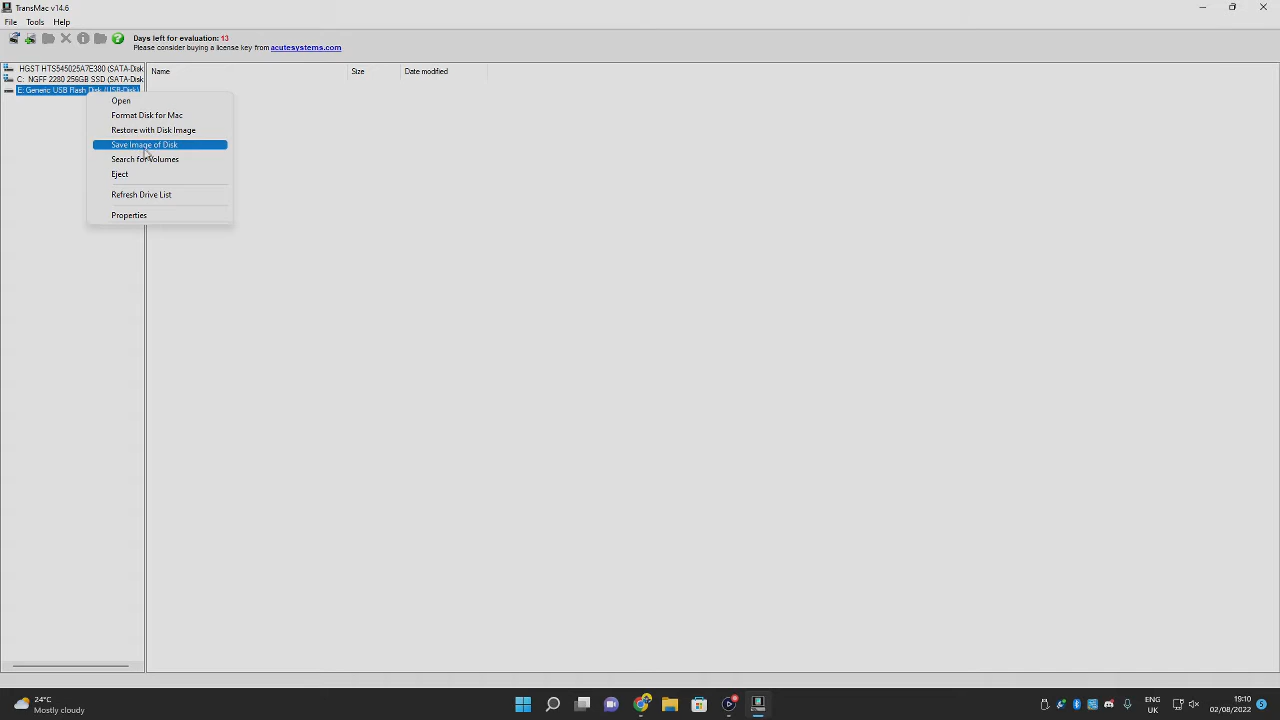 TransMac v14.6
File Tools Help
Days left for evaluation: 13
Please consider buying a license key from acutesystems.com
HGST HTS545025A7E380 (SATA-Disk
C: NGFF 2280 256GB SSD (SATA-Disk
E: Generic USB Flash Disk (USB-Disk)
Name Size Date modified
Open
Format Disk for Mac
Restore with Disk Image
Save Image of Disk
Search for Volumes
Eject
Refresh Drive List
Properties
24°C
Mostly cloudy
ENG
UK
19:10
02/08/2022